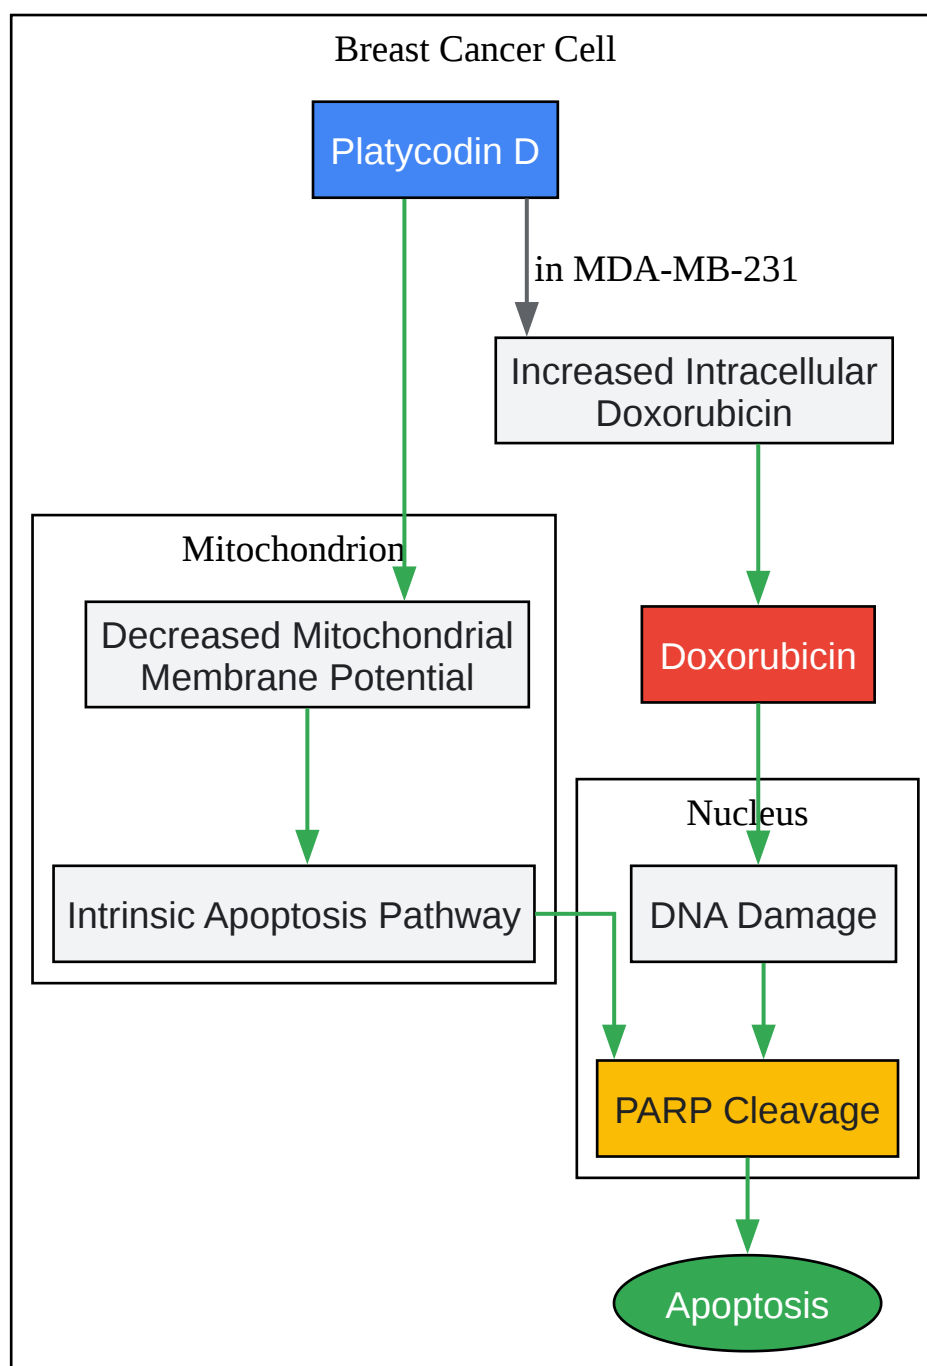 Breast Cancer Cell
Platycodin D
in MDA-MB-231
Increased Intracellular
Doxorubicin
Mitochondrion
Decreased Mitochondrial
Membrane Potential
Doxorubicin
Nucleus
Intrinsic Apoptosis Pathway
DNA Damage
PARP Cleavage
Apoptosis